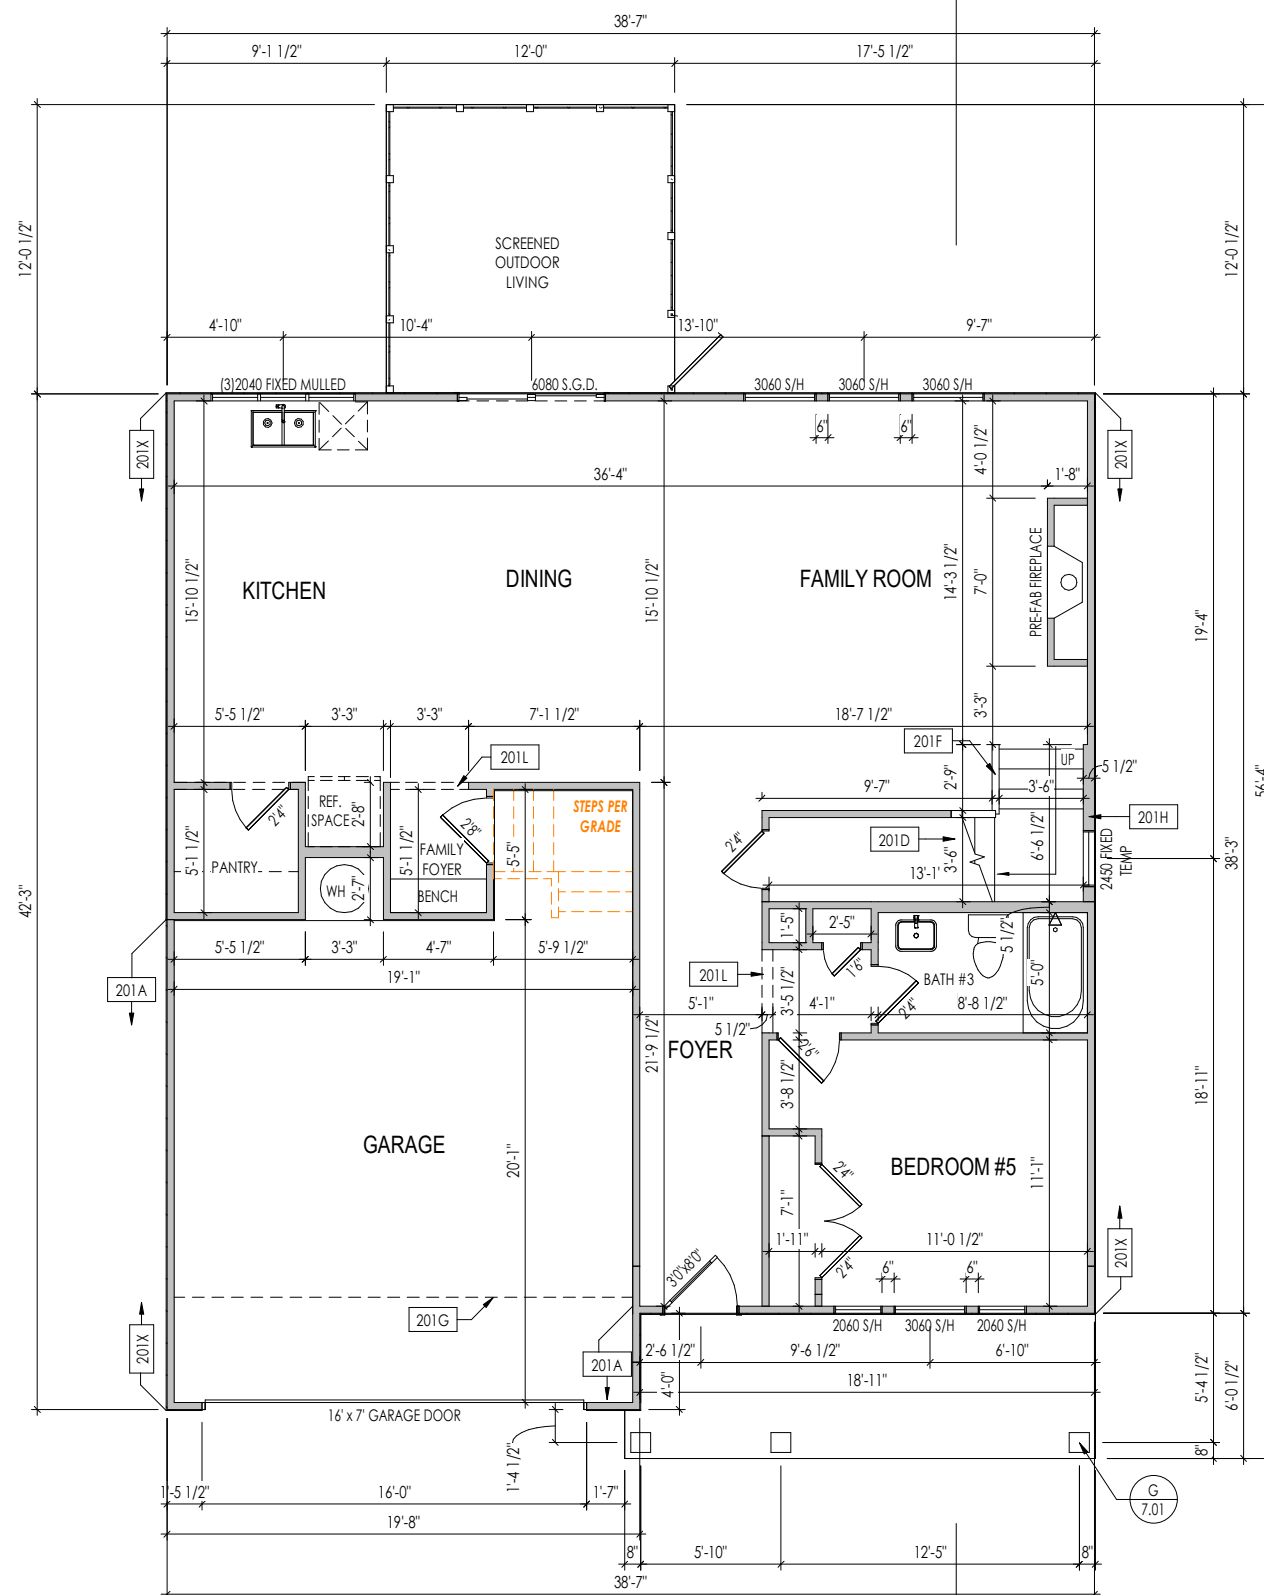 38'-7"
9'-1 1/2"
12'-0"
17'-5 1/2"
12'-0 1/2"
SCREENED
OUTDOOR
LIVING
12'-0 1/2"
4'-10"
10'-4"
13'-10"
9'-7"
(3)2040 FIXED MULLED
6080 S.G.D.
3060 S/H
3060 S/H
3060 S/H
6"
6"
4'-0 1/2"
201X
201X
36'-4"
1'-8"
KITCHEN
DINING
FAMILY ROOM
15'-10 1/2"
15'-10 1/2"
14'-3 1/2"
7'-0"
PRE-FAB FIREPLACE
19'-4"
56'-4"
5'-5 1/2"
3'-3"
3'-3"
7'-1 1/2"
18'-7 1/2"
3'-3"
201L
201F
UP
5 1/2"
2'-9"
9'-7"
3'-6"
REF.
SPACE
2'-8"
2'4"
2'8"
STEPS PER
GRADE
201H
201D
3'-6"
6'-6 1/2"
2450 FIXED
TEMP
38'-3"
5'-1 1/2"
PANTRY
5'-1 1/2"
FAMILY
FOYER
5'-5"
2'4"
13'-1'
WH
2'-7"
BENCH
42'-3"
1'-5"
2'-5"
5 1/2"
5'-5 1/2"
3'-3"
4'-7"
5'-9 1/2"
19'-1"
201A
201L
1'6"
BATH #3
5'-0"
3'-5 1/2"
5'-1"
4'-1"
2'4"
8'-8 1/2"
5 1/2"
21'-9 1/2"
FOYER
2'6"
3'-8 1/2"
18'-11"
GARAGE
20'-1"
BEDROOM #5
11'-1"
2'4"
7'-1"
1'-11"
11'-0 1/2"
2'4"
201X
3'0"x8'0"
6"
6"
201G
201X
2060 S/H
3060 S/H
2060 S/H
201A
2'-6 1/2"
9'-6 1/2"
6'-10"
18'-11"
4'-0"
5'-4 1/2"
6'-0 1/2"
16' x 7' GARAGE DOOR
1'-4 1/2"
8"
G
7.01
1'-5 1/2"
16'-0"
1'-7"
19'-8"
8"
5'-10"
12'-5"
8"
38'-7"